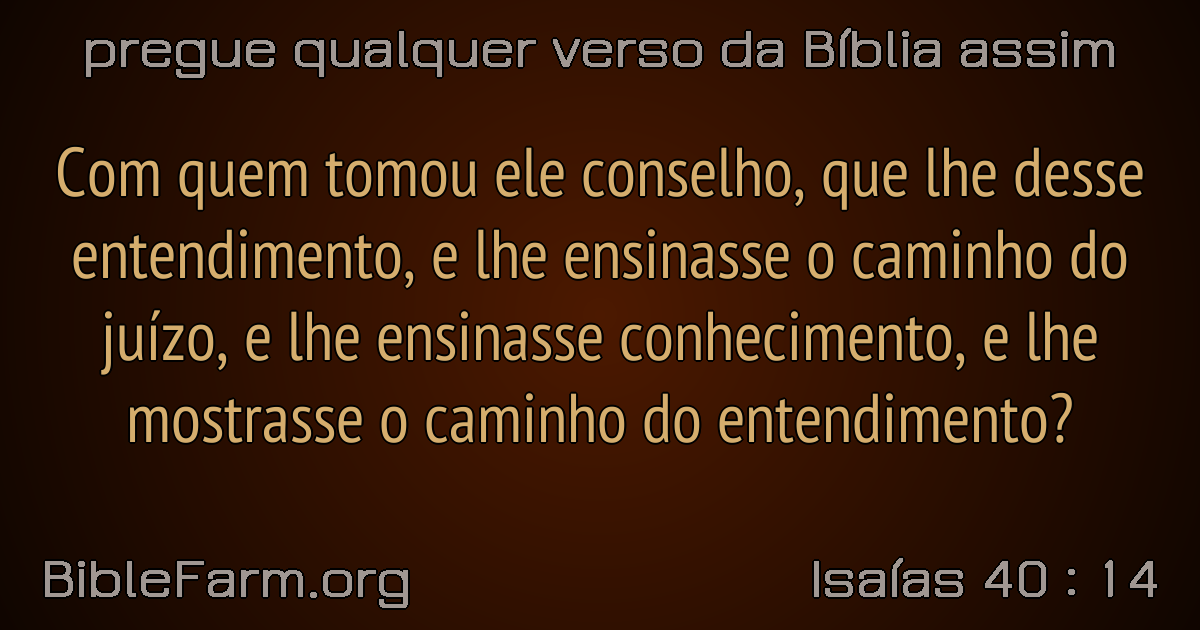 pregue qualquer verso da Bíblia assim
Com quem tomou ele conselho, que lhe desse
entendimento, e lhe ensinasse o caminho do
juízo, e lhe ensinasse conhecimento, e lhe
mostrasse o caminho do entendimento?
BibleFarm.org
Isaías 40 : 14